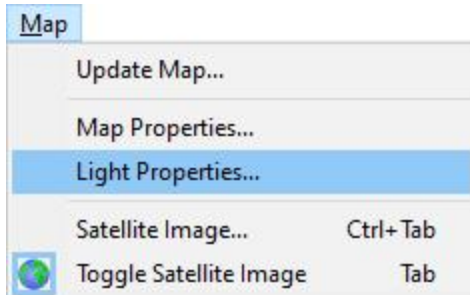 Map
Update Map...
Map Properties...
Light Properties...
Satellite Image... Ctrl+Tab
Toggle Satellite Image Tab